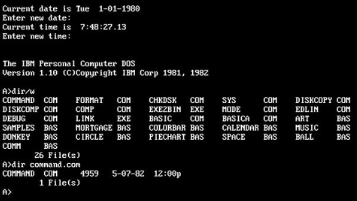 Current date is Tue  1-01-1980
Enter new date:
Current time is  7:48:27.13
Enter new time:

The IBM Personal Computer DOS
Version 1.10 (C)Copyright IBM Corp 1981, 1982

A>dir/w
COMMAND  COM    FORMAT   COM    CHKDSK   COM    SYS      COM    DISKCOPY COM
DISKCOMP COM    COMP     COM    EXE2BIN  EXE    MODE     COM    EDLIN    COM
DEBUG    COM    LINK     EXE    BASIC    COM    BASICA   COM    ART      BAS
SAMPLES  BAS    MORTGAGE BAS    COLORBAR BAS    CALENDAR BAS    MUSIC    BAS
DONKEY   BAS    CIRCLE   BAS    PIECHART BAS    SPACE    BAS    BALL     BAS
COMM     BAS
26 File(s)
A>dir command.com
COMMAND  COM     4959   5-07-82  12:00p
1 File(s)
A>